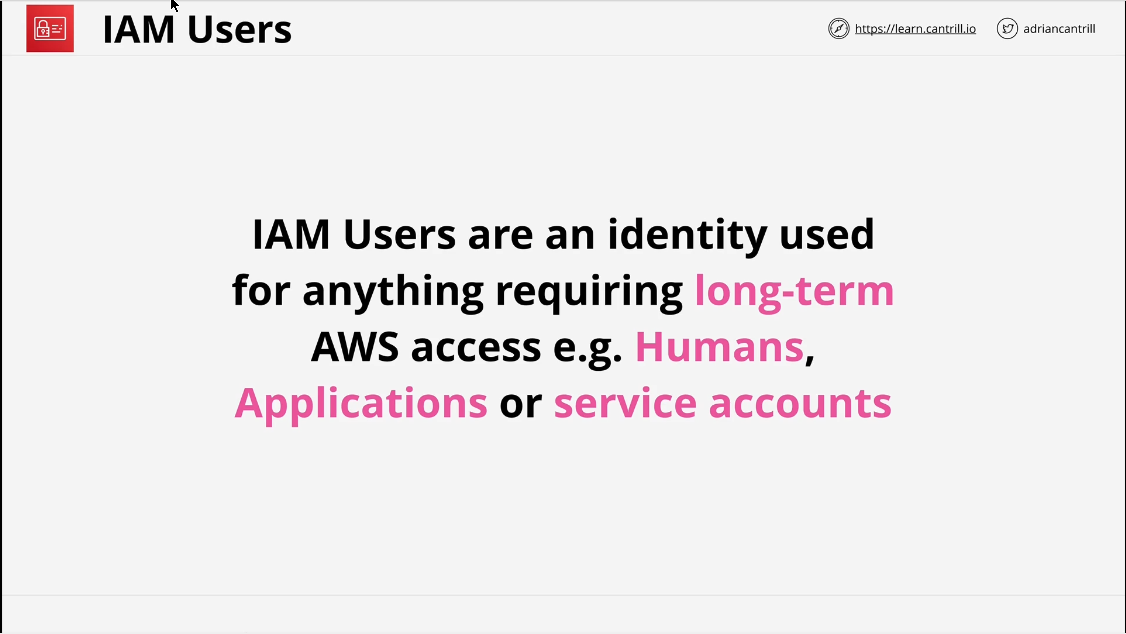 IAM Users
https://learn.cantrill.io
adriancantrill
IAM Users are an identity used
for anything requiring long-term
AWS access e.g. Humans,
Applications or service accounts